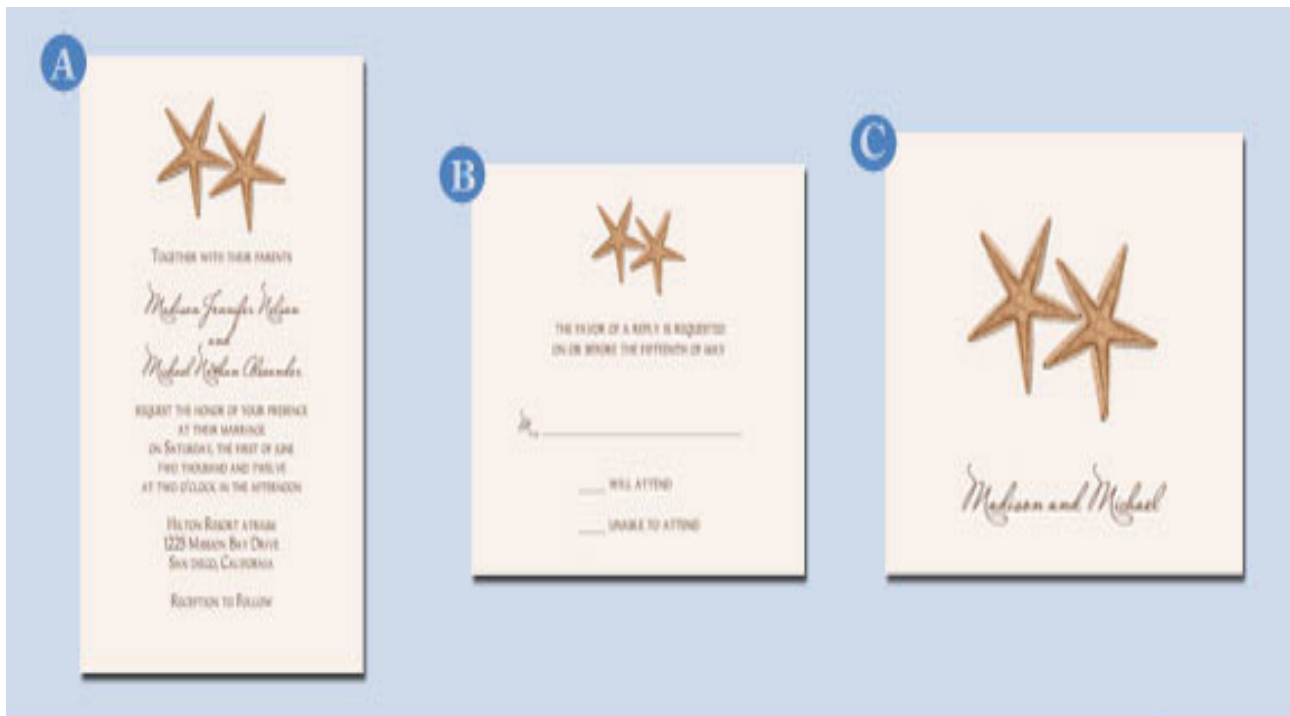 A
TOGETHER WITH THEIR PARENTS
Madison Jennifer Nelson
and
Michael Nathan Alexander
REQUEST THE HONOR OF YOUR PRESENCE
AT THEIR MARRIAGE
ON SATURDAY, THE FIRST OF JUNE
TWO THOUSAND AND TWELVE
AT TWO O'CLOCK IN THE AFTERNOON
HILTON RESORT ATRIUM
1225 MISSION BAY DRIVE
SAN DIEGO, CALIFORNIA
RECEPTION TO FOLLOW
B
THE FAVOR OF A REPLY IS REQUESTED
ON OR BEFORE THE FIFTEENTH OF MAY
M
WILL ATTEND
UNABLE TO ATTEND
C
Madison and Michael